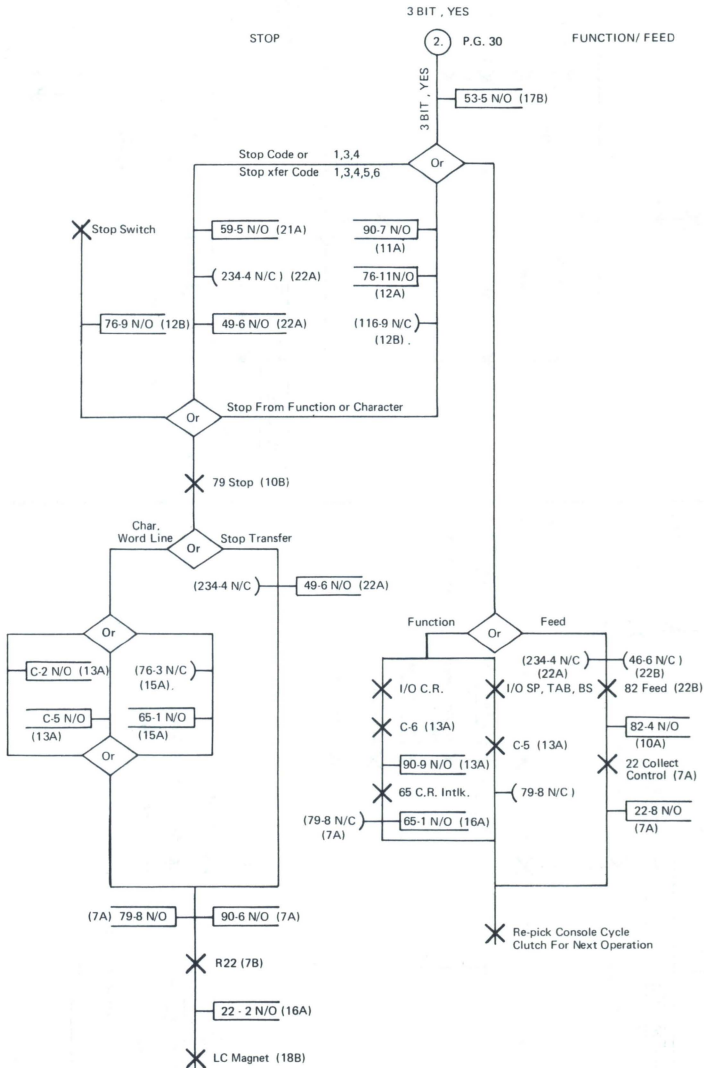 3 BIT , YES
STOP
2.
P.G. 30
FUNCTION/ FEED
3 BIT , YES
53-5 N/O (17B)
Stop Code or 1,3,4
Stop xfer Code 1,3,4,5,6
Or
Stop Switch
59-5 N/O (21A)
90-7 N/O
(11A)
(234-4 N/C) (22A)
76-11N/O
(12A)
76-9 N/O (12B)
49-6 N/O (22A)
(116-9 N/C)
(12B) .
Or
Stop From Function or Character
79 Stop (10B)
Char.
Word Line
Or
Stop Transfer
(234-4 N/C)
49-6 N/O (22A)
Or
C-2 N/O (13A)
(76-3 N/C)
(15A).
C-5 N/O
(13A)
65-1 N/O
(15A)
Or
Function
Or
Feed
(234-4 N/C)
(22A)
(46-6 N/C)
(22B)
I/O C.R.
I/O SP, TAB, BS
82 Feed (22B)
C-6 (13A)
82-4 N/O
(10A)
C-5 (13A)
90-9 N/O (13A)
22 Collect
Control (7A)
65 C.R. Intlk.
(79-8 N/C)
(79-8 N/C)
(7A)
65-1 N/O (16A)
22-8 N/O
(7A)
(7A) 79-8 N/O
90-6 N/O (7A)
Re-pick Console Cycle
Clutch For Next Operation
R22 (7B)
22 - 2 N/O (16A)
LC Magnet (18B)